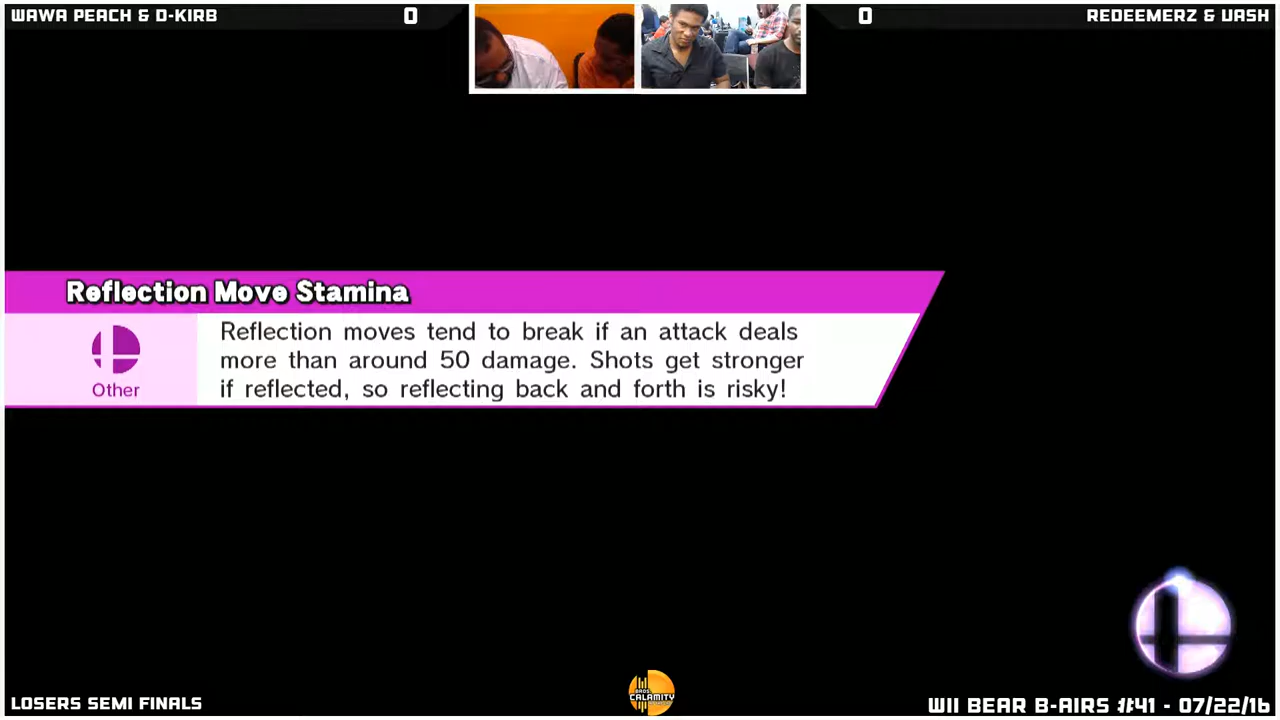 WAWA PEACH & D-KIRB
0
0
REDEEMERZ & VASH
Reflection Move Stamina
Reflection moves tend to break if an attack deals
more than around 50 damage. Shots get stronger
if reflected, so reflecting back and forth is risky!
Other
LOSERS SEMI FINALS
CALAMITY
WII BEAR B-AIRS #41 - 07/22/16